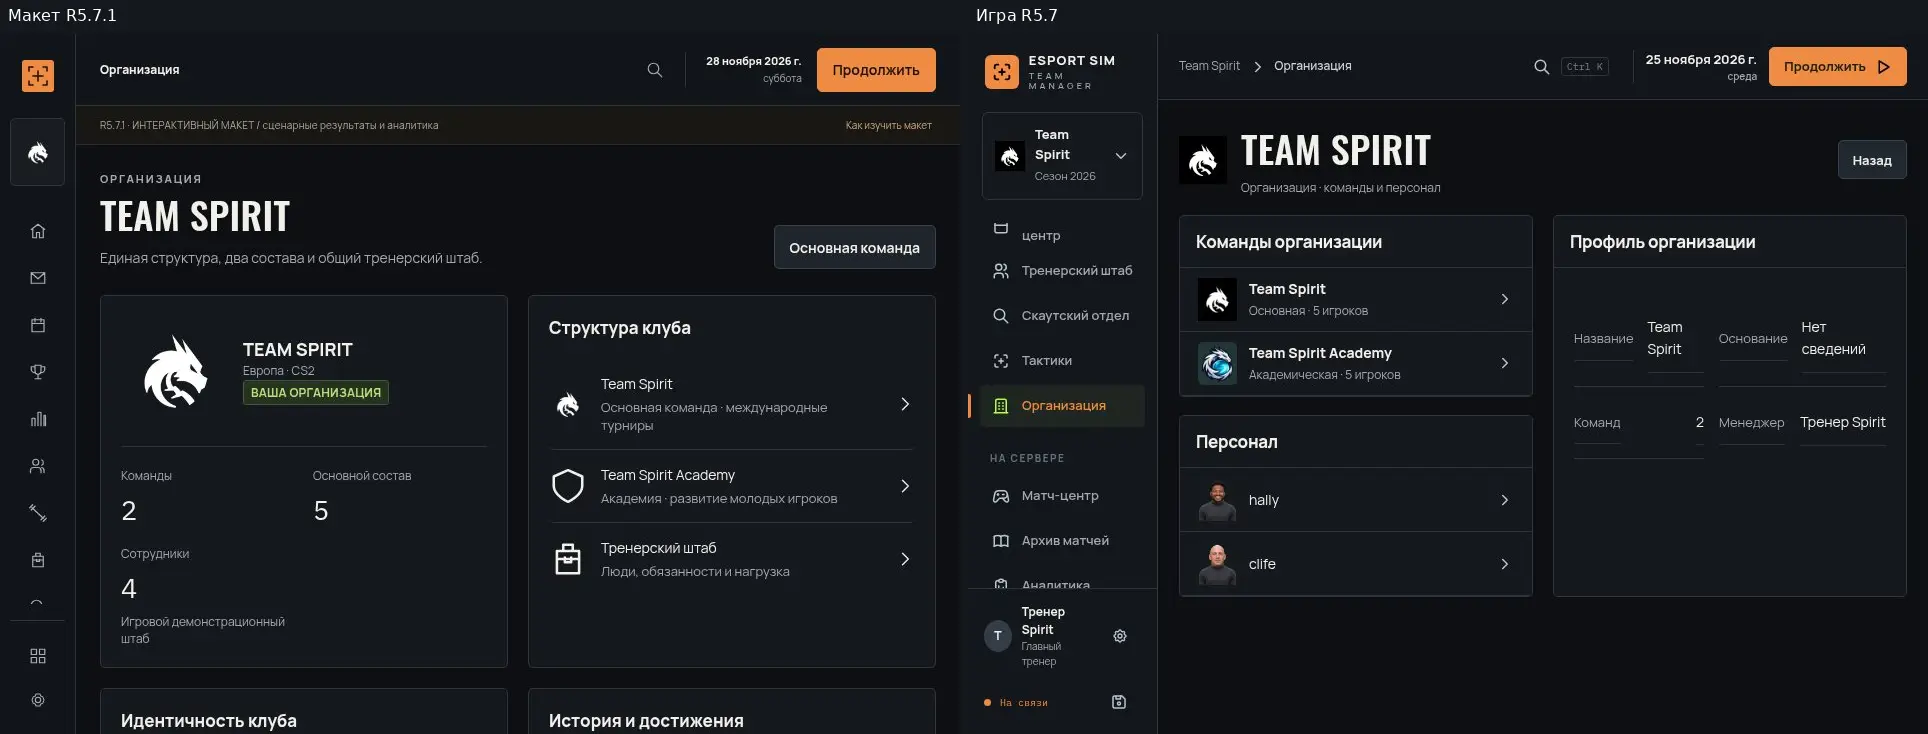 Макет R5.7.1
Организация
28 ноября 2026 г.
суббота
Продолжить
R5.7.1 · ИНТЕРАКТИВНЫЙ МАКЕТ / сценарные результаты и аналитика
Как изучить макет
ОРГАНИЗАЦИЯ
TEAM SPIRIT
Единая структура, два состава и общий тренерский штаб.
Основная команда
TEAM SPIRIT
Европа · CS2
ВАША ОРГАНИЗАЦИЯ
Команды
2
Основной состав
5
Сотрудники
4
Игровой демонстрационный
штаб
Структура клуба
Team Spirit
Основная команда · международные
турниры
Team Spirit Academy
Академия · развитие молодых игроков
Тренерский штаб
Люди, обязанности и нагрузка
Идентичность клуба
История и достижения
Игра R5.7
ESPORT SIM
TEAM
MANAGER
Team
Spirit
Сезон 2026
центр
Тренерский штаб
Скаутский отдел
Тактики
Организация
НА СЕРВЕРЕ
Матч-центр
Архив матчей
Аналитика
Тренер
Spirit
Главный
тренер
T
На связи
Team Spirit
Организация
Ctrl K
25 ноября 2026 г.
среда
Продолжить
TEAM SPIRIT
Организация · команды и персонал
Назад
Команды организации
Team Spirit
Основная · 5 игроков
Team Spirit Academy
Академическая · 5 игроков
Персонал
hally
clife
Профиль организации
Название
Team
Spirit
Основание
Нет
сведений
Команд
2
Менеджер
Тренер Spirit